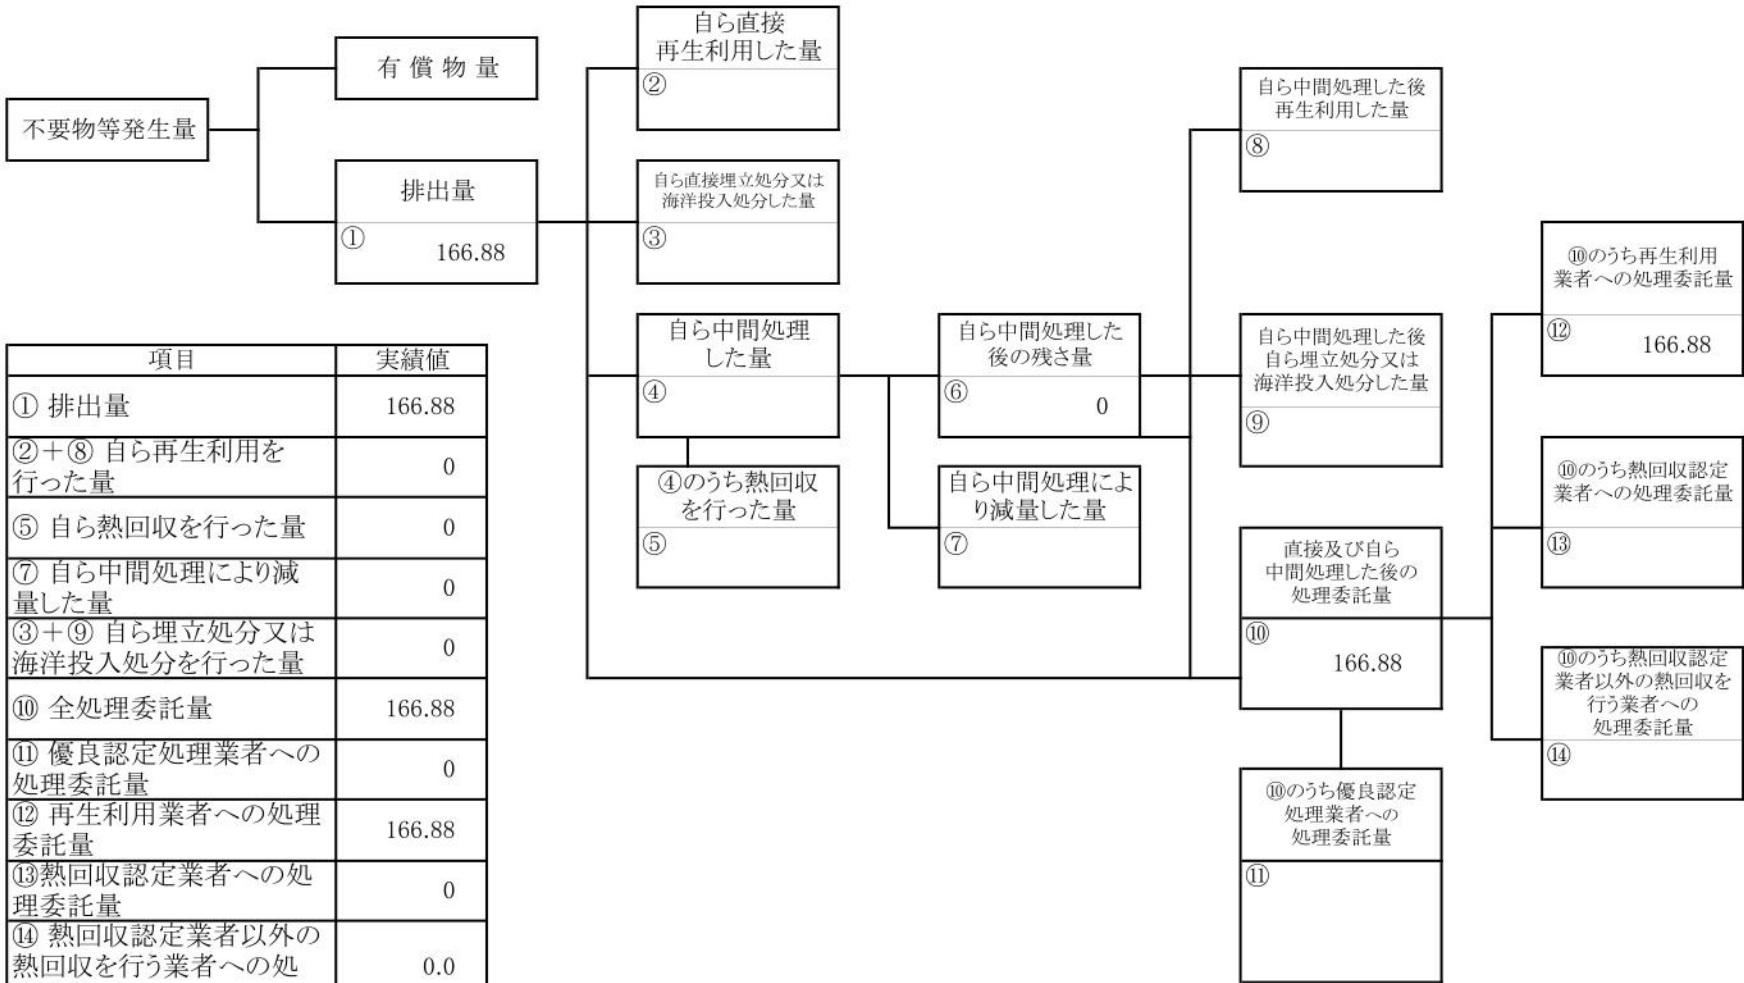 不要物等発生量
有償物量
排出量
①
166.88
自ら直接
再生利用した量
②
自ら直接埋立処分又は
海洋投入処分した量
③
自ら中間処理
した量
④
④のうち熱回収
を行った量
⑤
自ら中間処理した
後の残さ量
⑥
0
自ら中間処理によ
り減量した量
⑦
自ら中間処理した後
再生利用した量
⑧
自ら中間処理した後
自ら埋立処分又は
海洋投入処分した量
⑨
直接及び自ら
中間処理した後の
処理委託量
⑩
166.88
⑩のうち優良認定
処理業者への
処理委託量
⑪
⑩のうち再生利用
業者への処理委託量
⑫
166.88
⑩のうち熱回収認定
業者への処理委託量
⑬
⑩のうち熱回収認定
業者以外の熱回収を
行う業者への
処理委託量
⑭
項目 実績値
① 排出量 166.88
②+⑧ 自ら再生利用を
行った量 0
⑤ 自ら熱回収を行った量 0
⑦ 自ら中間処理により減
量した量 0
③+⑨ 自ら埋立処分又は
海洋投入処分を行った量 0
⑩ 全処理委託量 166.88
⑪ 優良認定処理業者への
処理委託量 0
⑫ 再生利用業者への処理
委託量 166.88
⑬熱回収認定業者への処
理委託量 0
⑭ 熱回収認定業者以外の
熱回収を行う業者への処 0.0